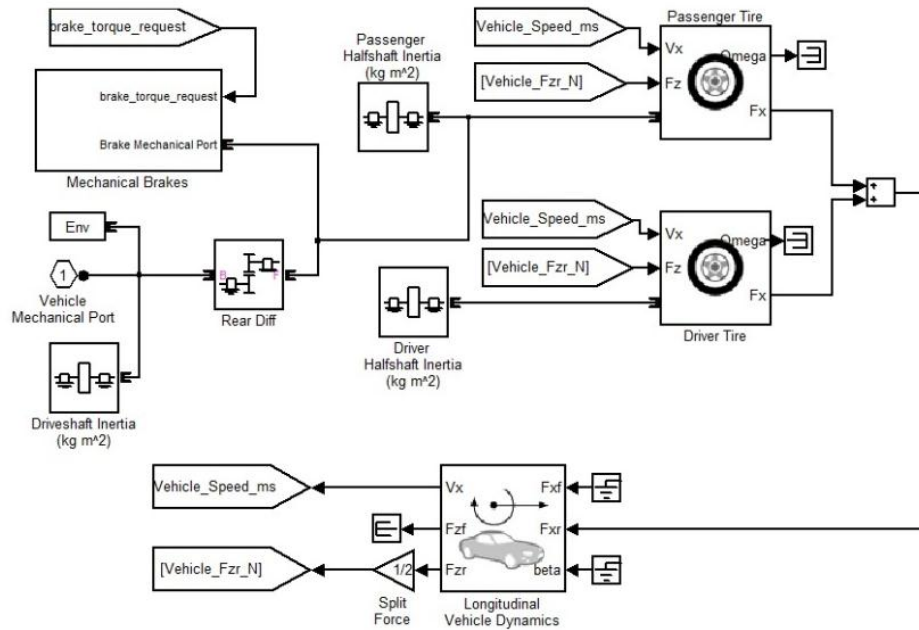 brake_torque_request
brake_torque_request
Brake Mechanical Port
Mechanical Brakes
Env
1
Vehicle
Mechanical Port
Driveshaft Inertia
(kg m^2)
B
F
Rear Diff
Passenger
Halfshaft Inertia
(kg m^2)
Driver
Halfshaft Inertia
(kg m^2)
Vehicle_Speed_ms
[Vehicle_Fzr_N]
Passenger Tire
Vx
Fz
Omega
Fx
Vehicle_Speed_ms
[Vehicle_Fzr_N]
Vx
Fz
Omega
Fx
Driver Tire
+
+
Vehicle_Speed_ms
[Vehicle_Fzr_N]
1/2
Split
Force
Vx
Fzf
Fzr
Fxf
Fxr
beta
Longitudinal
Vehicle Dynamics